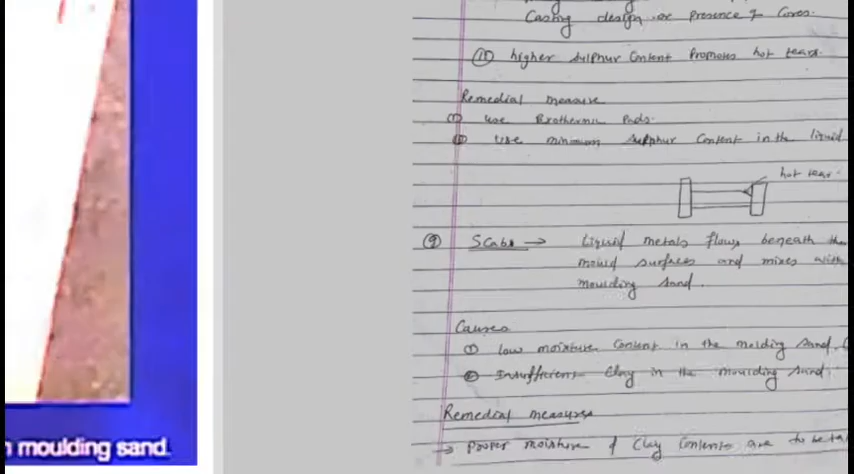 Casting design or presence of Cores.
(ii) higher sulphur Content Promotes hot tears.
Remedial measure
(i) use Exothermic Pads.
(ii) Use minimum sulphur Content in the liquid
hot tear.
(9) Scabs → Liquid metals flows beneath the
mould surfaces and mixes with
moulding sand.
Causes
(1) low moisture Content in the molding sand.
(2) Insufficient Clay in the moulding sand.
Remedial measures
→ Proper moisture & Clay Contents are to be
moulding sand.